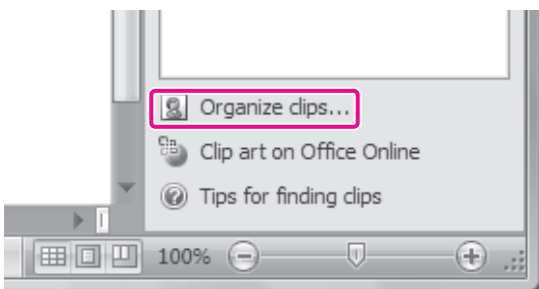 Organize clips...
Clip art on Office Online
Tips for finding clips
100%